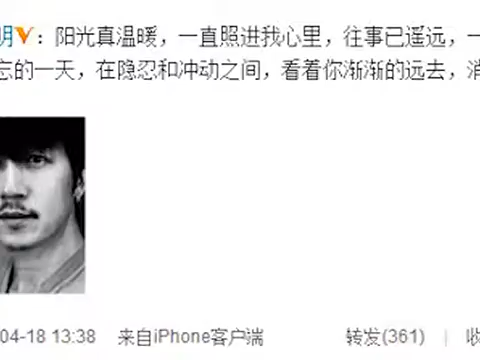 明V：阳光真温暖，一直照进我心里，往事已遥远，一
忘的一天，在隐忍和冲动之间，看着你渐渐的远去，消
04-18 13:38 来自iPhone客户端 转发(361) | 收